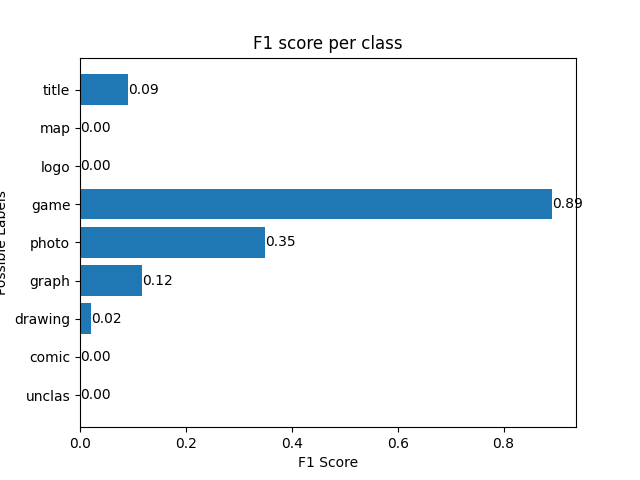 F1 score per class
title 0.09
map 0.00
logo 0.00
game 0.89
photo 0.35
graph 0.12
drawing 0.02
comic 0.00
unclas 0.00
Possible Labels
0.0 0.2 0.4 0.6 0.8
F1 Score